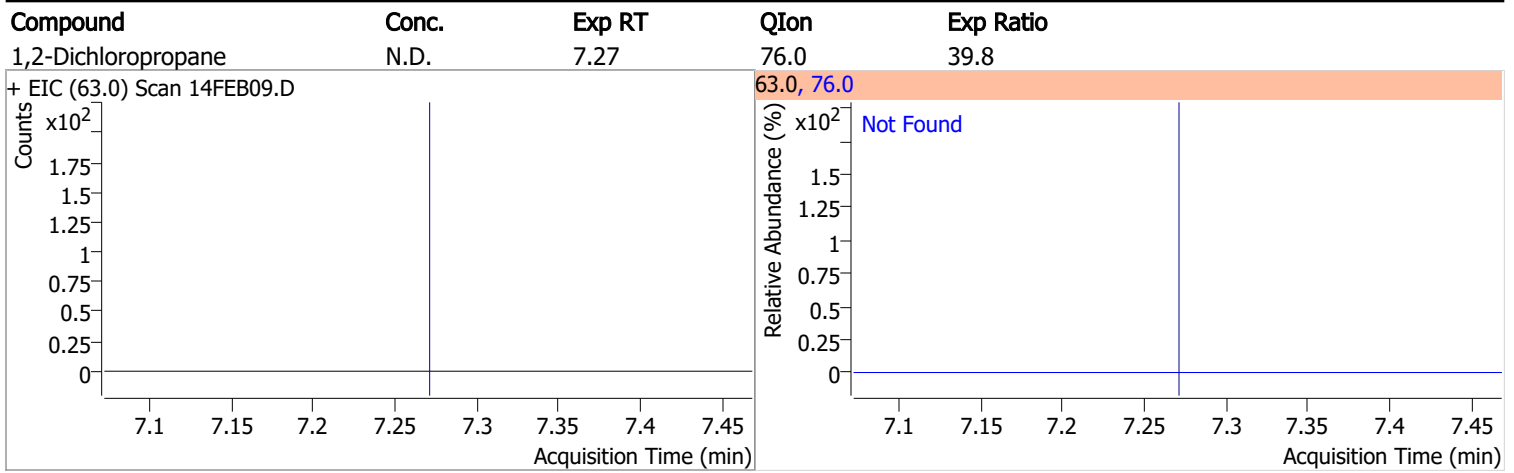 Compound Conc. Exp RT QIon Exp Ratio
1,2-Dichloropropane N.D. 7.27 76.0 39.8
+ EIC (63.0) Scan 14FEB09.D
Counts
x10²
1.75
1.5
1.25
1
0.75
0.5
0.25
0
7.1 7.15 7.2 7.25 7.3 7.35 7.4 7.45
Acquisition Time (min)
63.0, 76.0
Relative Abundance (%)
x10²
Not Found
1.5
1.25
1
0.75
0.5
0.25
0
7.1 7.15 7.2 7.25 7.3 7.35 7.4 7.45
Acquisition Time (min)